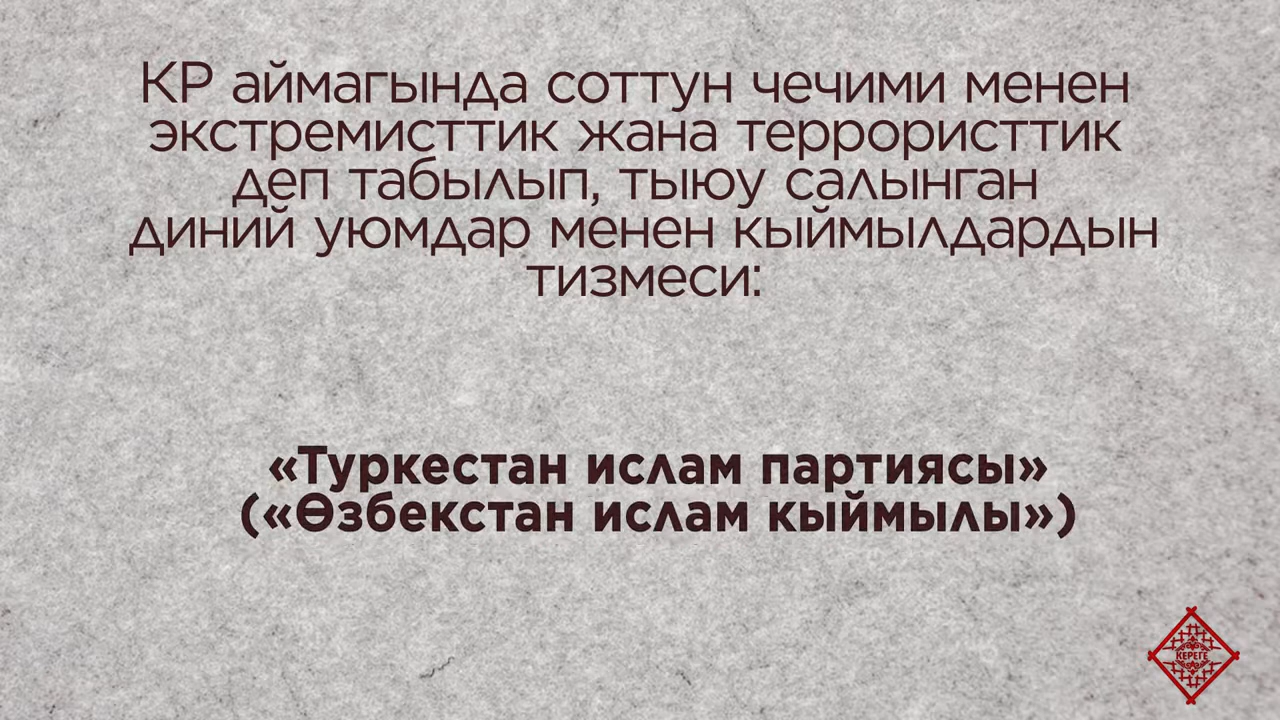 КР аймагында соттун чечими менен
экстремисттик жана террористтик
деп табылып, тыюу салынган
диний уюмдар менен кыймылдардын
тизмеси:
«Туркестан ислам партиясы»
(«Өзбекстан ислам кыймылы»)
КЕРЕГЕ